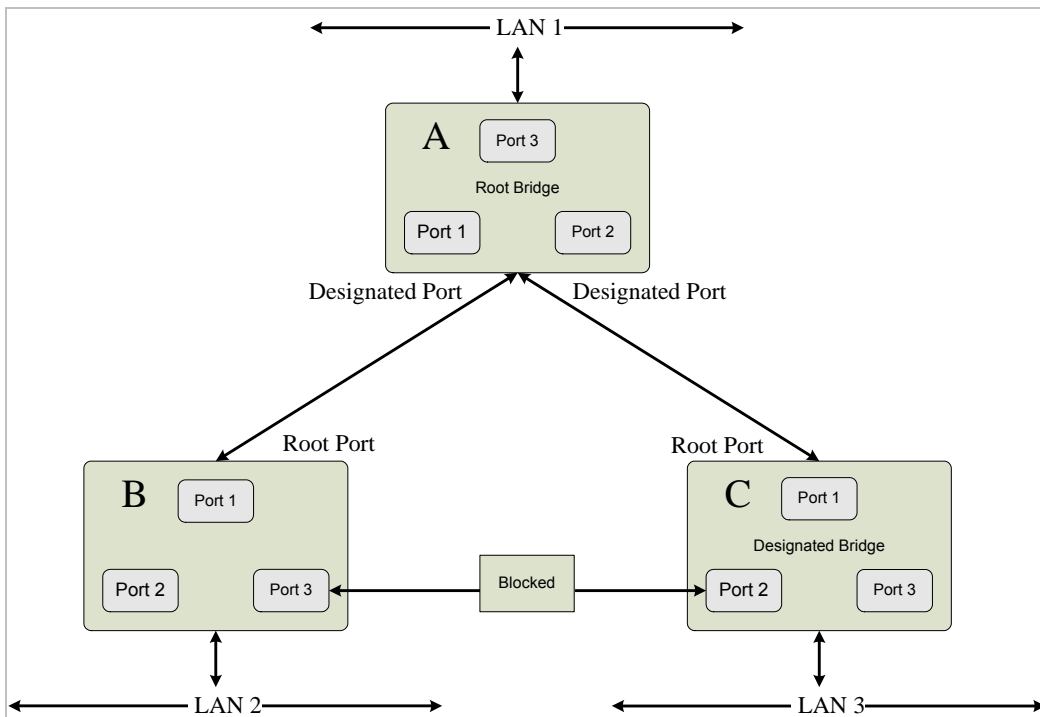 LAN 1
A
Port 3
Root Bridge
Port 1
Port 2
Designated Port
Designated Port
Root Port
Root Port
B
Port 1
C
Port 1
Designated Bridge
Port 2
Port 3
Blocked
Port 2
Port 3
LAN 2
LAN 3